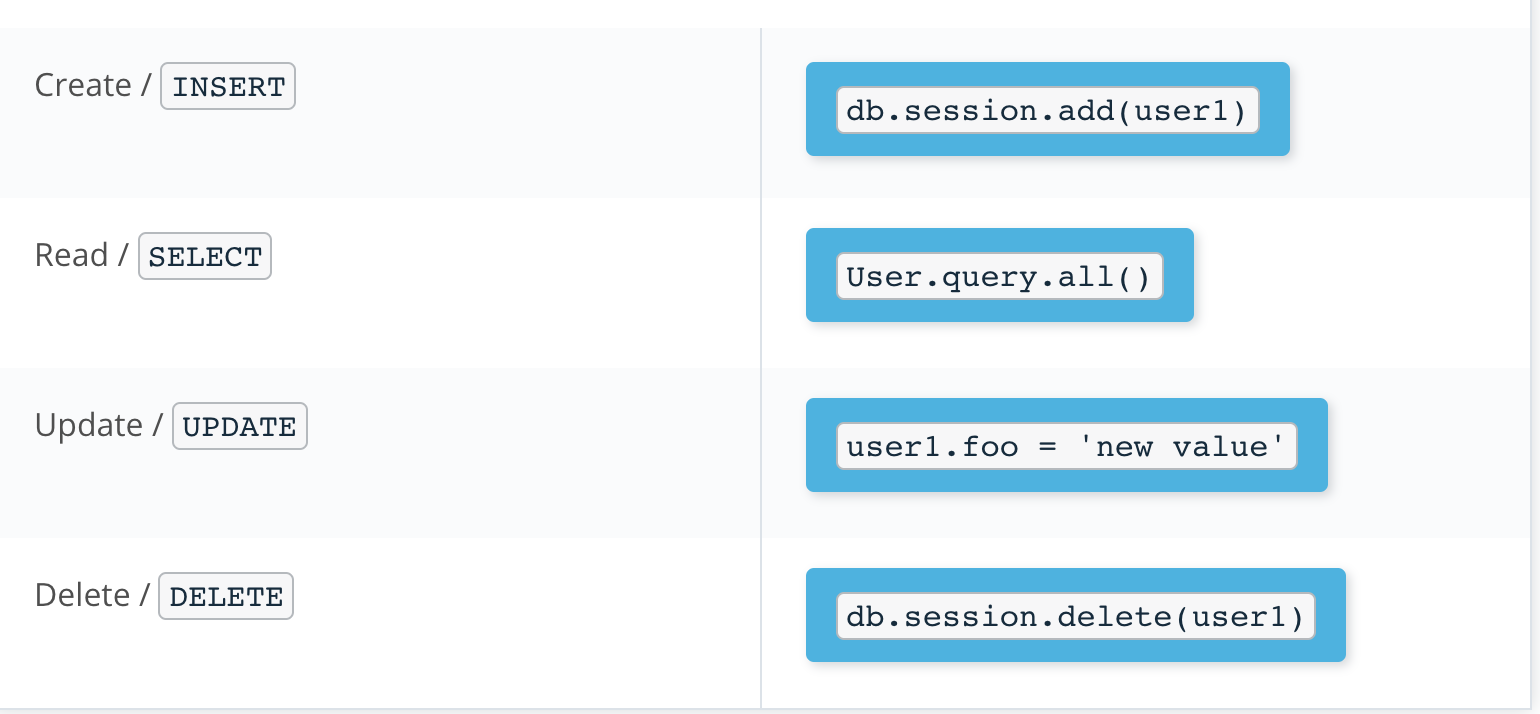 Create / INSERT
db.session.add(user1)
Read / SELECT
User.query.all()
Update / UPDATE
user1.foo = 'new value'
Delete / DELETE
db.session.delete(user1)